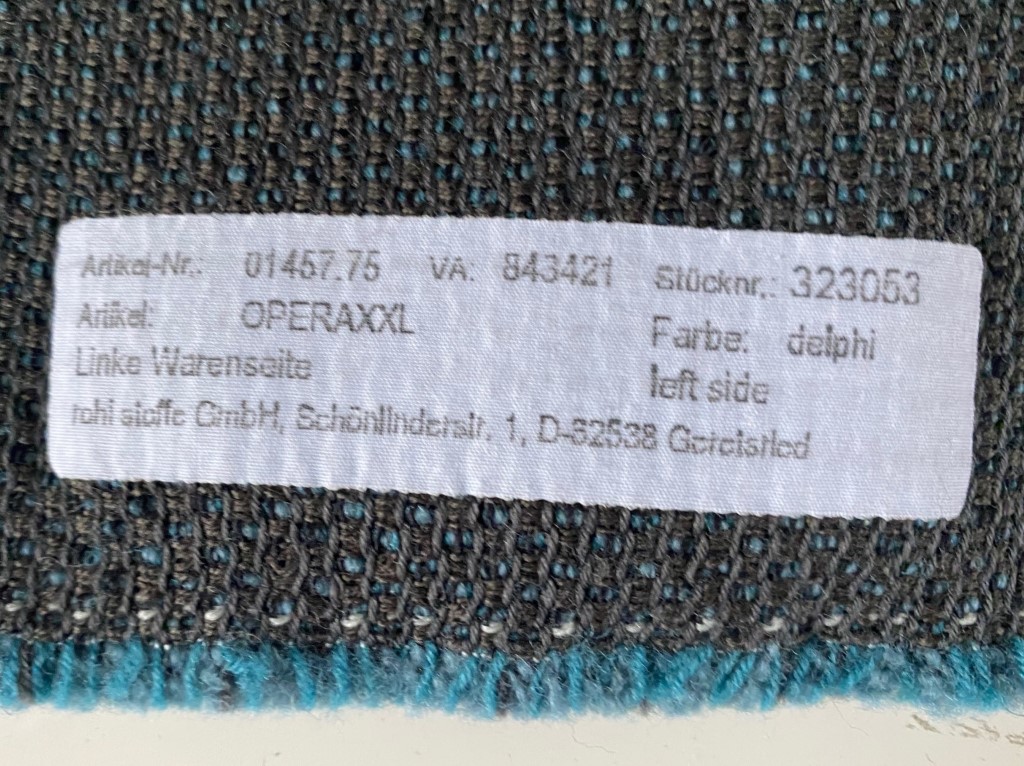 Artikel-Nr.: 01457.75 VA: 843421 Stücknr.: 323053
Artikel: OPERAXXL Farbe: delphi
Linke Warenseite left side
rohi stoffe GmbH, Schönlinderstr. 1, D-82538 Geretsried